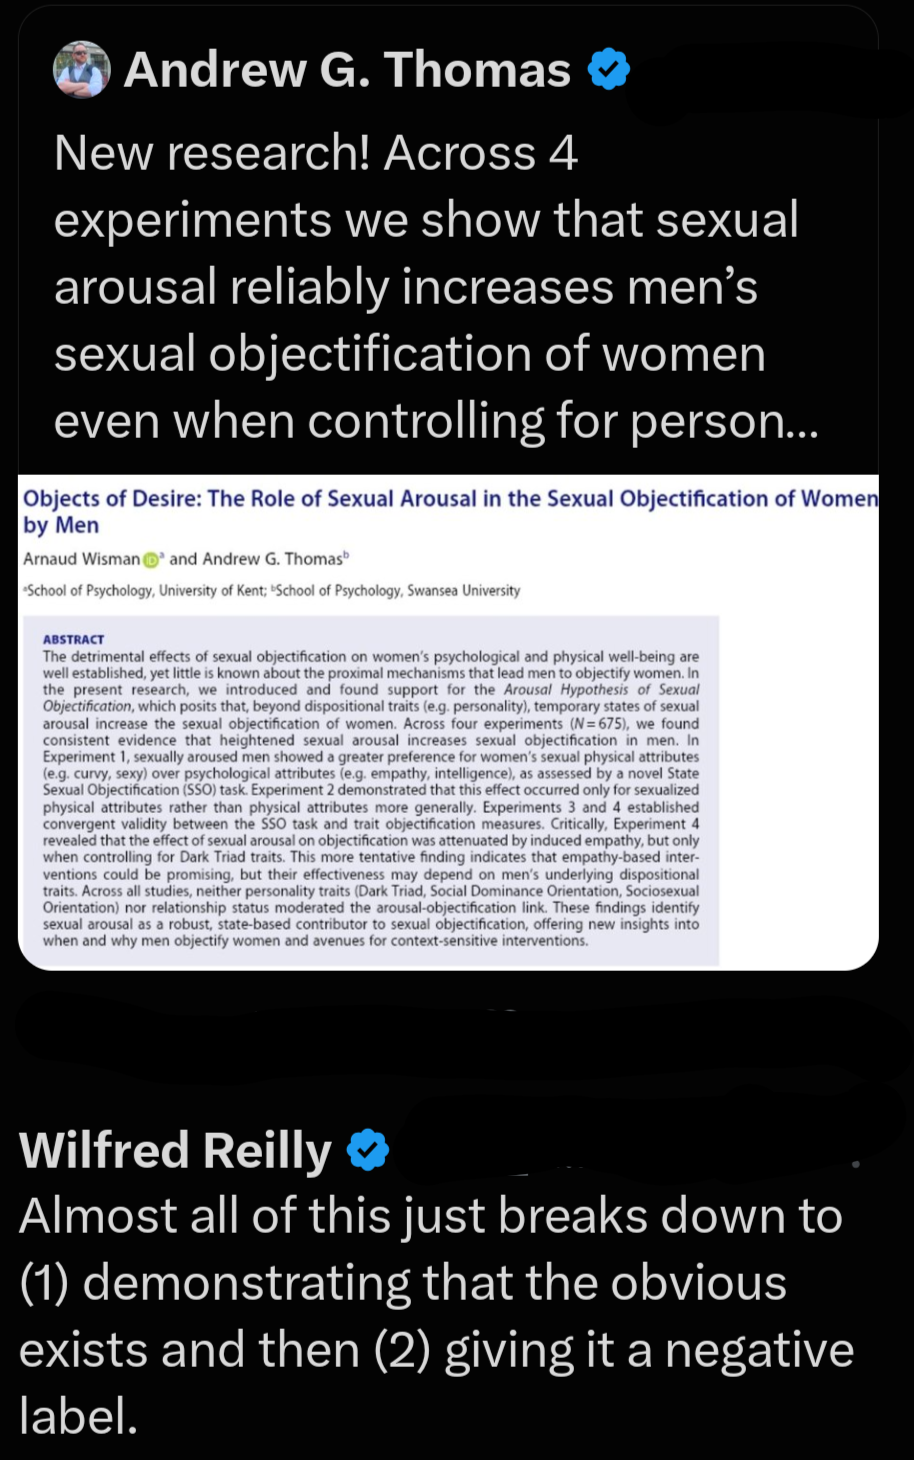 Andrew G. Thomas
New research! Across 4
experiments we show that sexual
arousal reliably increases men’s
sexual objectification of women
even when controlling for person...
Objects of Desire: The Role of Sexual Arousal in the Sexual Objectification of Women
by Men
Arnaud Wisman iDᵃ and Andrew G. Thomasᵇ
ᵃSchool of Psychology, University of Kent; ᵇSchool of Psychology, Swansea University
ABSTRACT
The detrimental effects of sexual objectification on women's psychological and physical well-being are
well established, yet little is known about the proximal mechanisms that lead men to objectify women. In
the present research, we introduced and found support for the Arousal Hypothesis of Sexual
Objectification, which posits that, beyond dispositional traits (e.g. personality), temporary states of sexual
arousal increase the sexual objectification of women. Across four experiments (N = 675), we found
consistent evidence that heightened sexual arousal increases sexual objectification in men. In
Experiment 1, sexually aroused men showed a greater preference for women's sexual physical attributes
(e.g. curvy, sexy) over psychological attributes (e.g. empathy, intelligence), as assessed by a novel State
Sexual Objectification (SSO) task. Experiment 2 demonstrated that this effect occurred only for sexualized
physical attributes rather than physical attributes more generally. Experiments 3 and 4 established
convergent validity between the SSO task and trait objectification measures. Critically, Experiment 4
revealed that the effect of sexual arousal on objectification was attenuated by induced empathy, but only
when controlling for Dark Triad traits. This more tentative finding indicates that empathy-based inter-
ventions could be promising, but their effectiveness may depend on men's underlying dispositional
traits. Across all studies, neither personality traits (Dark Triad, Social Dominance Orientation, Sociosexual
Orientation) nor relationship status moderated the arousal-objectification link. These findings identify
sexual arousal as a robust, state-based contributor to sexual objectification, offering new insights into
when and why men objectify women and avenues for context-sensitive interventions.
Wilfred Reilly
Almost all of this just breaks down to
(1) demonstrating that the obvious
exists and then (2) giving it a negative
label.